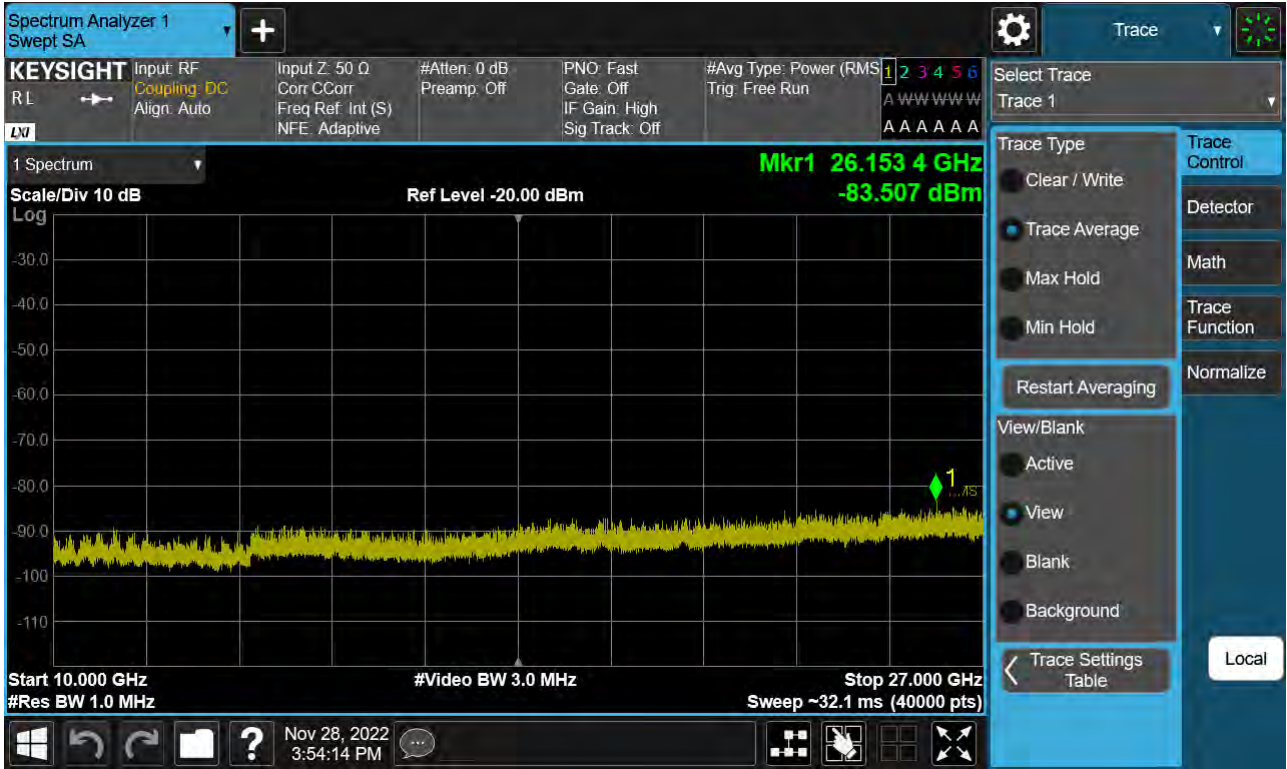 Spectrum Analyzer 1
Swept SA
+
Trace
KEYSIGHT
R L
LXI
Input: RF
Coupling: DC
Align: Auto
Input Z: 50 Ω
Corr CCorr
Freq Ref: Int (S)
NFE: Adaptive
#Atten: 0 dB
Preamp: Off
PNO: Fast
Gate: Off
IF Gain: High
Sig Track: Off
#Avg Type: Power (RMS
Trig: Free Run
1 2 3 4 5 6
A W W W W W
A A A A A A
Select Trace
Trace 1
1 Spectrum
Scale/Div 10 dB
Ref Level -20.00 dBm
Mkr1 26.153 4 GHz
-83.507 dBm
Log
-30.0
-40.0
-50.0
-60.0
-70.0
-80.0
-90.0
-100
-110
1
Start 10.000 GHz
#Video BW 3.0 MHz
Stop 27.000 GHz
#Res BW 1.0 MHz
Sweep ~32.1 ms (40000 pts)
Trace Type
Clear / Write
Trace Average
Max Hold
Min Hold
Restart Averaging
View/Blank
Active
View
Blank
Background
Trace Settings
Table
Trace
Control
Detector
Math
Trace
Function
Normalize
Local
?
Nov 28, 2022
3:54:14 PM